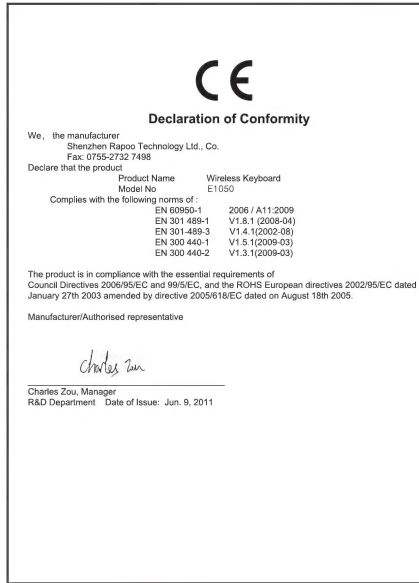 CE
Declaration of Conformity
We, the manufacturer
Shenzhen Rapoo Technology Ltd., Co.
Fax: 0755-2732 7498
Declare that the product
Product Name Wireless Keyboard
Model No E1050
Complies with the following norms of :
EN 60950-1 2006 / A11:2009
EN 301 489-1 V1.8.1 (2008-04)
EN 301-489-3 V1.4.1(2002-08)
EN 300 440-1 V1.5.1(2009-03)
EN 300 440-2 V1.3.1(2009-03)
The product is in compliance with the essential requirements of
Council Directives 2006/95/EC and 99/5/EC, and the ROHS European directives 2002/95/EC dated
January 27th 2003 amended by directive 2005/618/EC dated on August 18th 2005.
Manufacturer/Authorised representative
Charles Zou
Charles Zou, Manager
R&D Department Date of Issue: Jun. 9, 2011